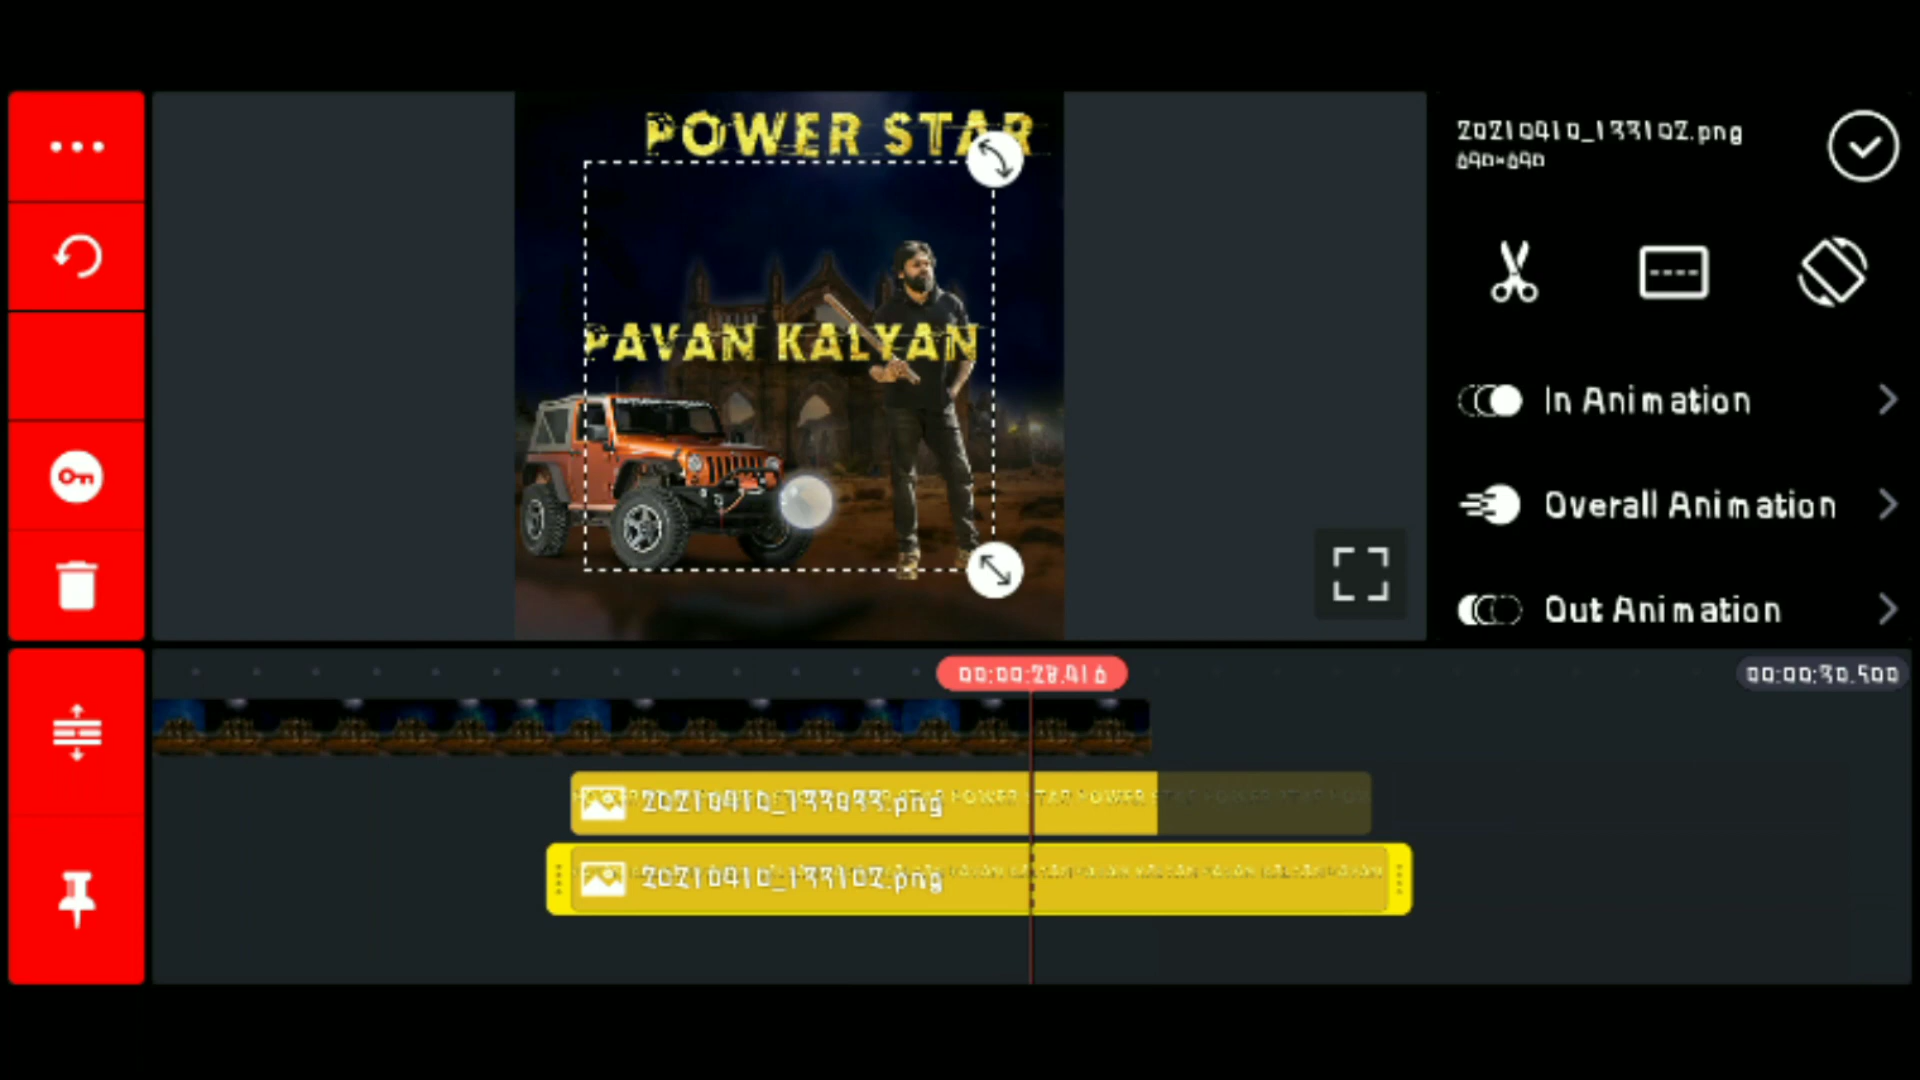 POWER STAR
PAVAN KALYAN
20210410_133102.png
690×690
In Animation
Overall Animation
Out Animation
00:00:28.016
00:00:30.500
20210410_133033.png
20210410_133102.png